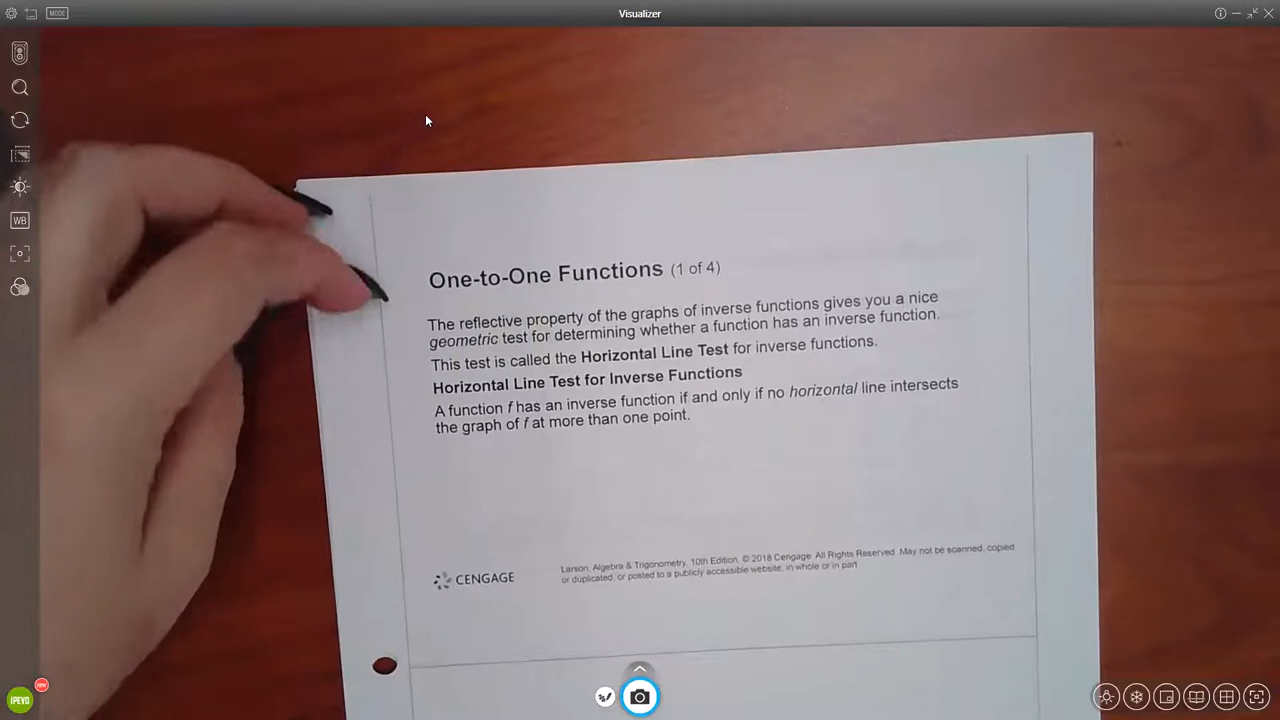 MODE
Visualizer
WB
One-to-One Functions (1 of 4)
The reflective property of the graphs of inverse functions gives you a nice
geometric test for determining whether a function has an inverse function.
This test is called the Horizontal Line Test for inverse functions.
Horizontal Line Test for Inverse Functions
A function f has an inverse function if and only if no horizontal line intersects
the graph of f at more than one point.
CENGAGE
Larson, Algebra & Trigonometry, 10th Edition. © 2018 Cengage. All Rights Reserved. May not be scanned, copied
or duplicated, or posted to a publicly accessible website, in whole or in part
IPEVO
new